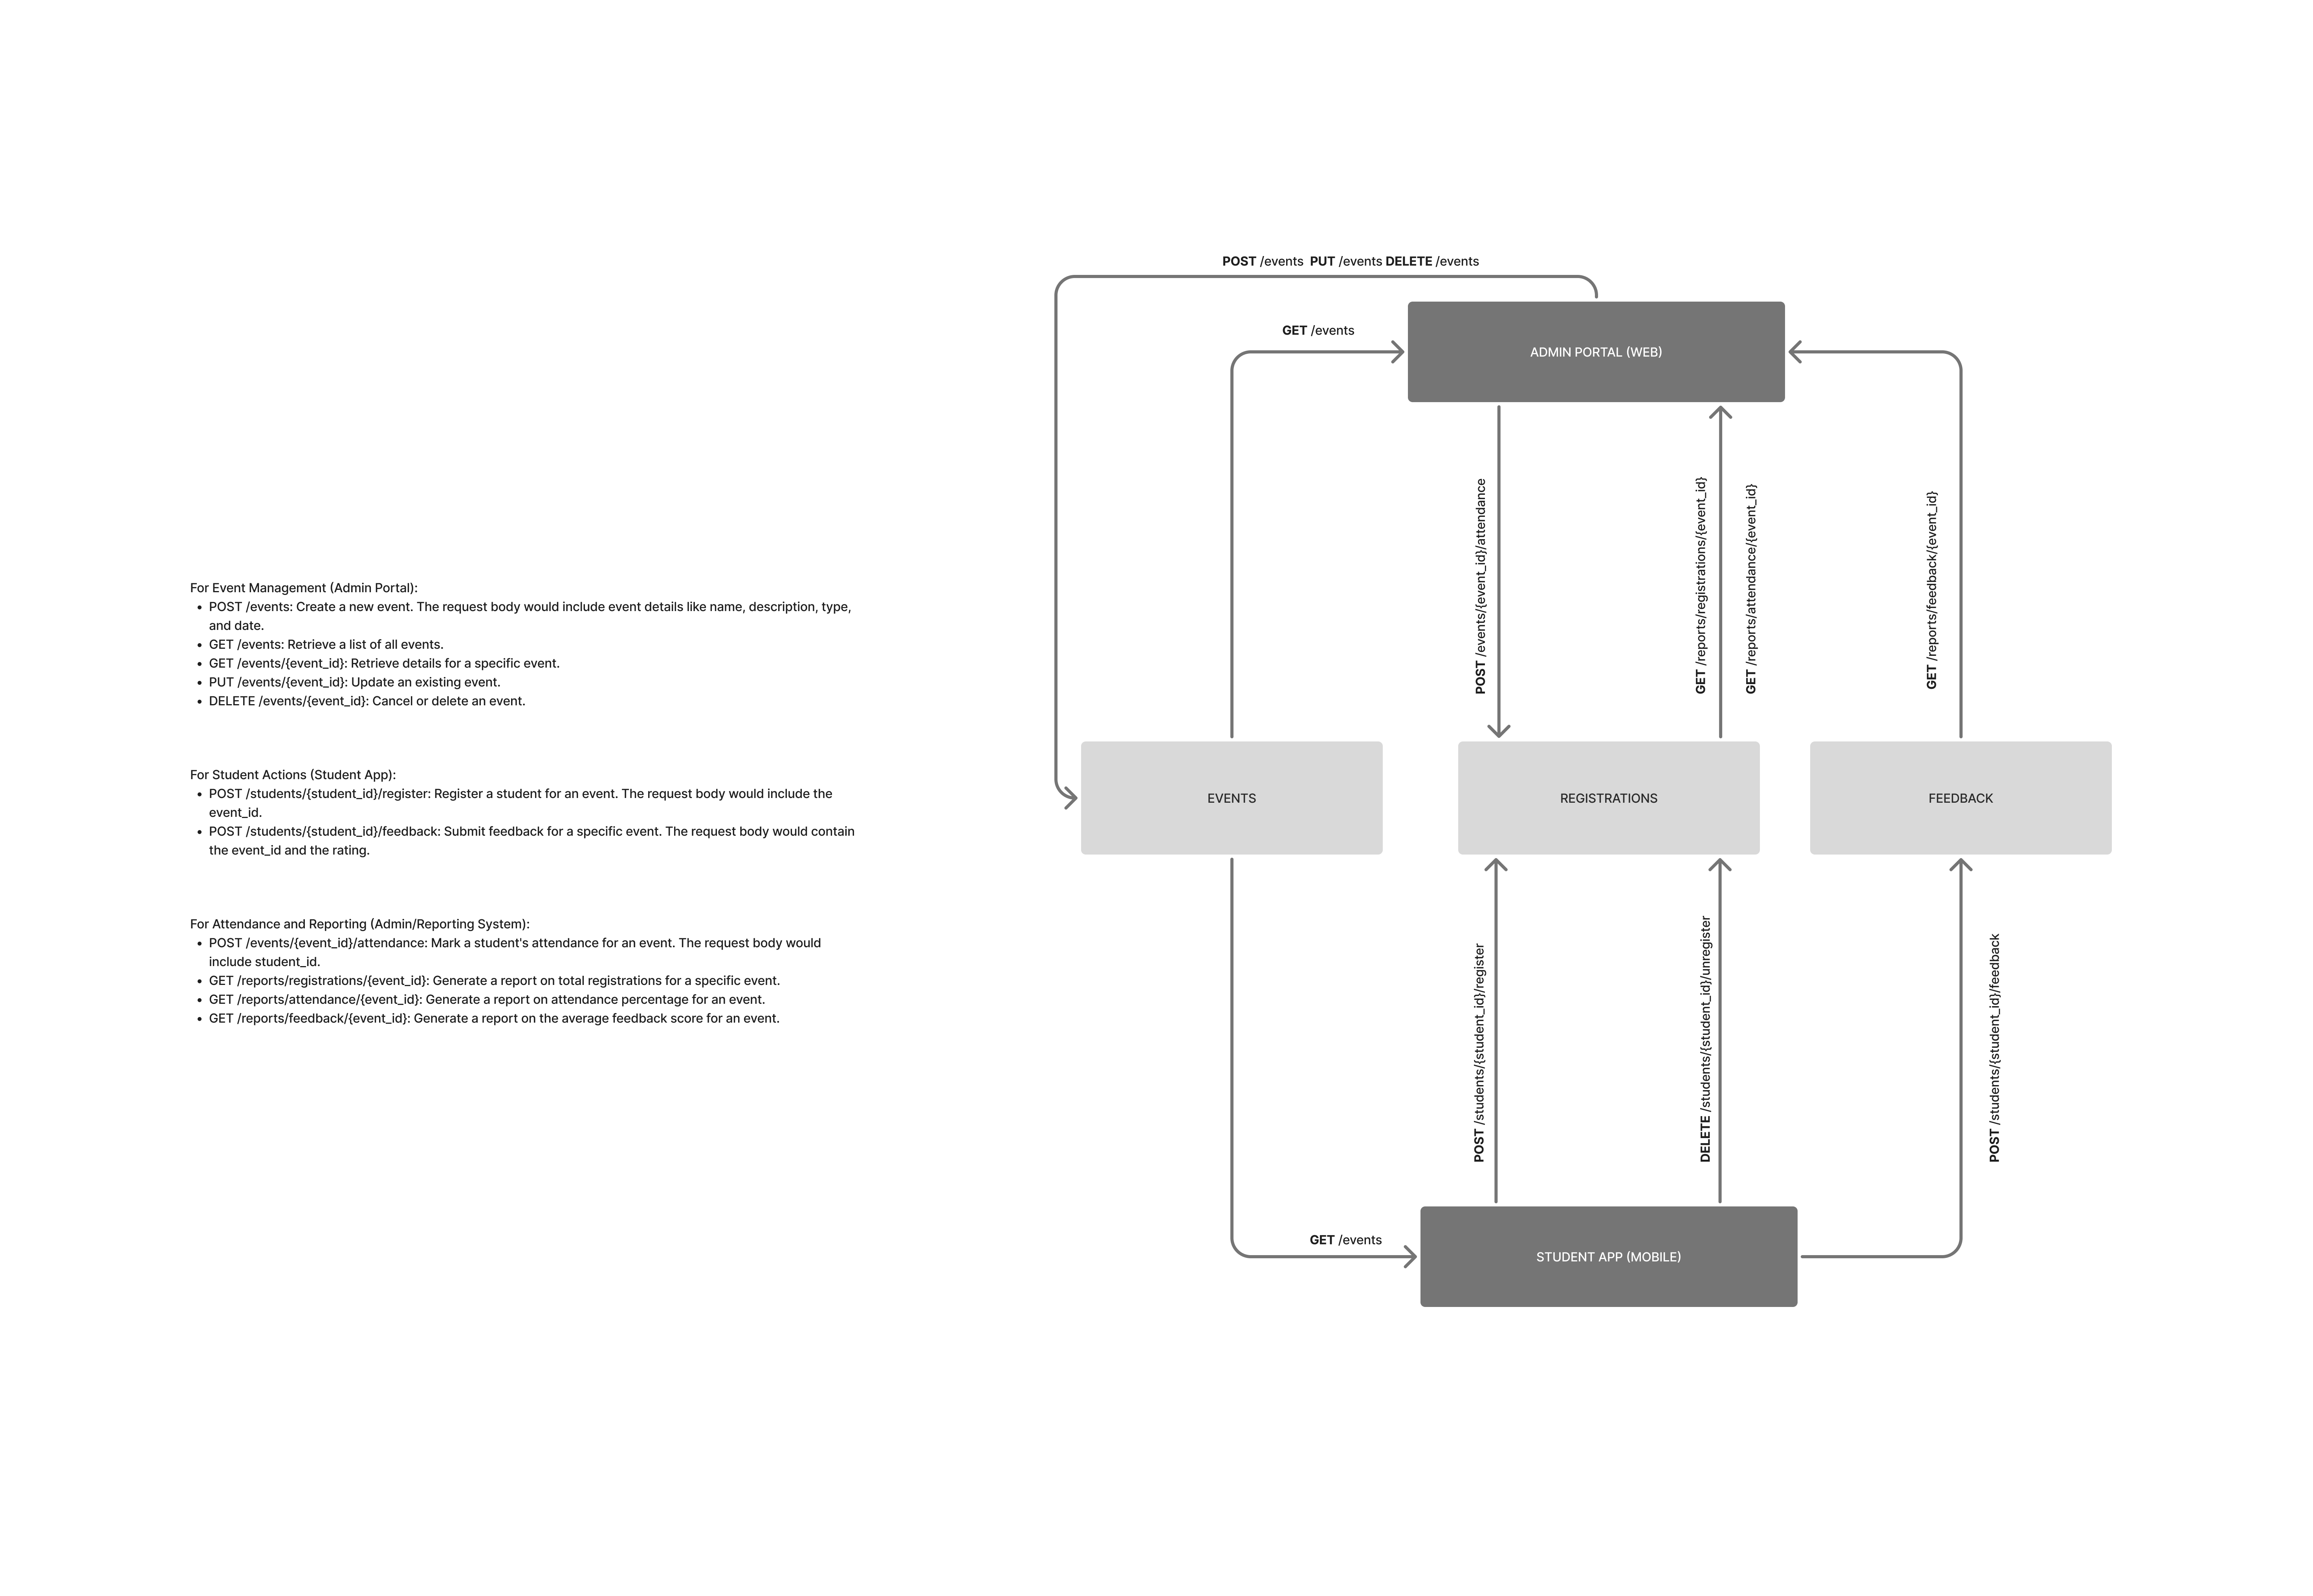 For Event Management (Admin Portal):
• POST /events: Create a new event. The request body would include event details like name, description, type,
and date.
• GET /events: Retrieve a list of all events.
• GET /events/{event_id}: Retrieve details for a specific event.
• PUT /events/{event_id}: Update an existing event.
• DELETE /events/{event_id}: Cancel or delete an event.
For Student Actions (Student App):
• POST /students/{student_id}/register: Register a student for an event. The request body would include the
event_id.
• POST /students/{student_id}/feedback: Submit feedback for a specific event. The request body would contain
the event_id and the rating.
For Attendance and Reporting (Admin/Reporting System):
• POST /events/{event_id}/attendance: Mark a student's attendance for an event. The request body would
include student_id.
• GET /reports/registrations/{event_id}: Generate a report on total registrations for a specific event.
• GET /reports/attendance/{event_id}: Generate a report on attendance percentage for an event.
• GET /reports/feedback/{event_id}: Generate a report on the average feedback score for an event.
POST /events PUT /events DELETE /events
GET /events
ADMIN PORTAL (WEB)
POST /events/{event_id}/attendance
GET /reports/registrations/{event_id}
GET /reports/attendance/{event_id}
GET /reports/feedback/{event_id}
EVENTS
REGISTRATIONS
FEEDBACK
POST /students/{student_id}/register
DELETE /students/{student_id}/unregister
POST /students/{student_id}/feedback
GET /events
STUDENT APP (MOBILE)